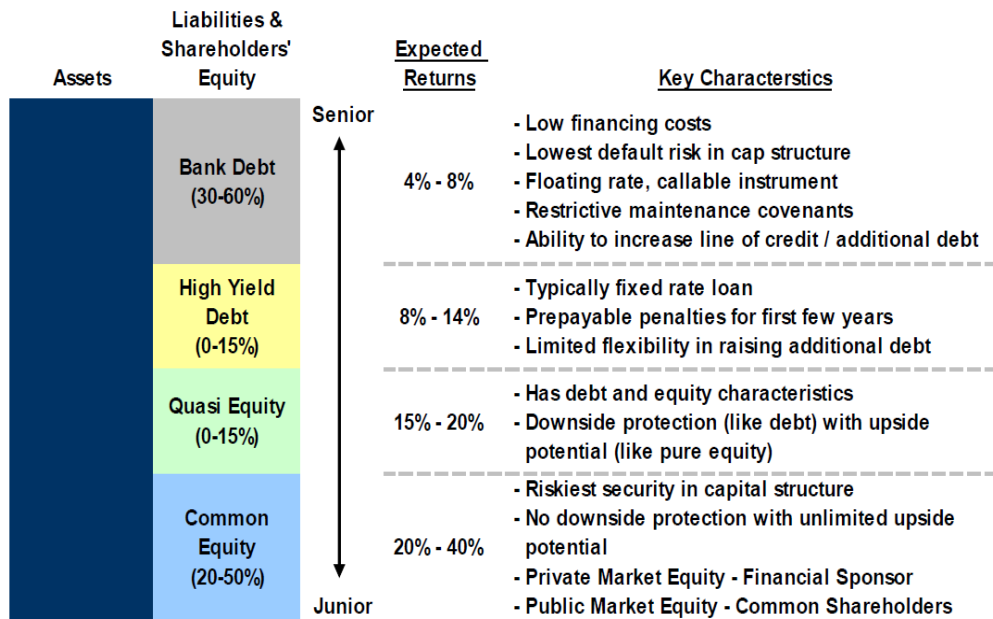 Assets
Liabilities &
Shareholders'
Equity
Expected
Returns
Key Characterstics
Senior
Bank Debt
(30-60%)
4% - 8%
- Low financing costs
- Lowest default risk in cap structure
- Floating rate, callable instrument
- Restrictive maintenance covenants
- Ability to increase line of credit / additional debt
High Yield
Debt
(0-15%)
8% - 14%
- Typically fixed rate loan
- Prepayable penalties for first few years
- Limited flexibility in raising additional debt
Quasi Equity
(0-15%)
15% - 20%
- Has debt and equity characteristics
- Downside protection (like debt) with upside
potential (like pure equity)
Common
Equity
(20-50%)
20% - 40%
- Riskiest security in capital structure
- No downside protection with unlimited upside
potential
- Private Market Equity - Financial Sponsor
- Public Market Equity - Common Shareholders
Junior